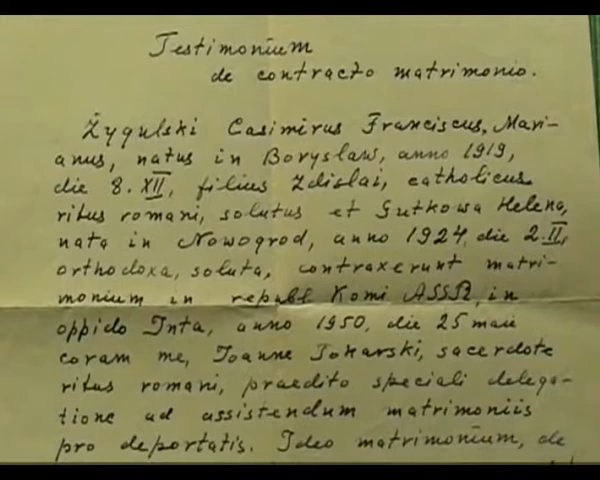 Testimonium
de contracto matrimonio.
Żygulski Casimirus Franciscus, Mari-
anus, natus in Borysław, anno 1919,
die 8.XII, filius Zdislai, catholicus
ritus romani, solutus et Gutkowa Helena,
nata in Nowogrod, anno 1924, die 2.II,
orthodoxa, soluta, contraxerunt matri-
monium in republ Komi ASSR, in
oppido Inta, anno 1950, die 25 maii
coram me, Joanne Tokarski, sacerdote
ritus romani, praedito speciali delega-
tione ad assistendum matrimoniis
pro deportatis. Ideo matrimonium, de